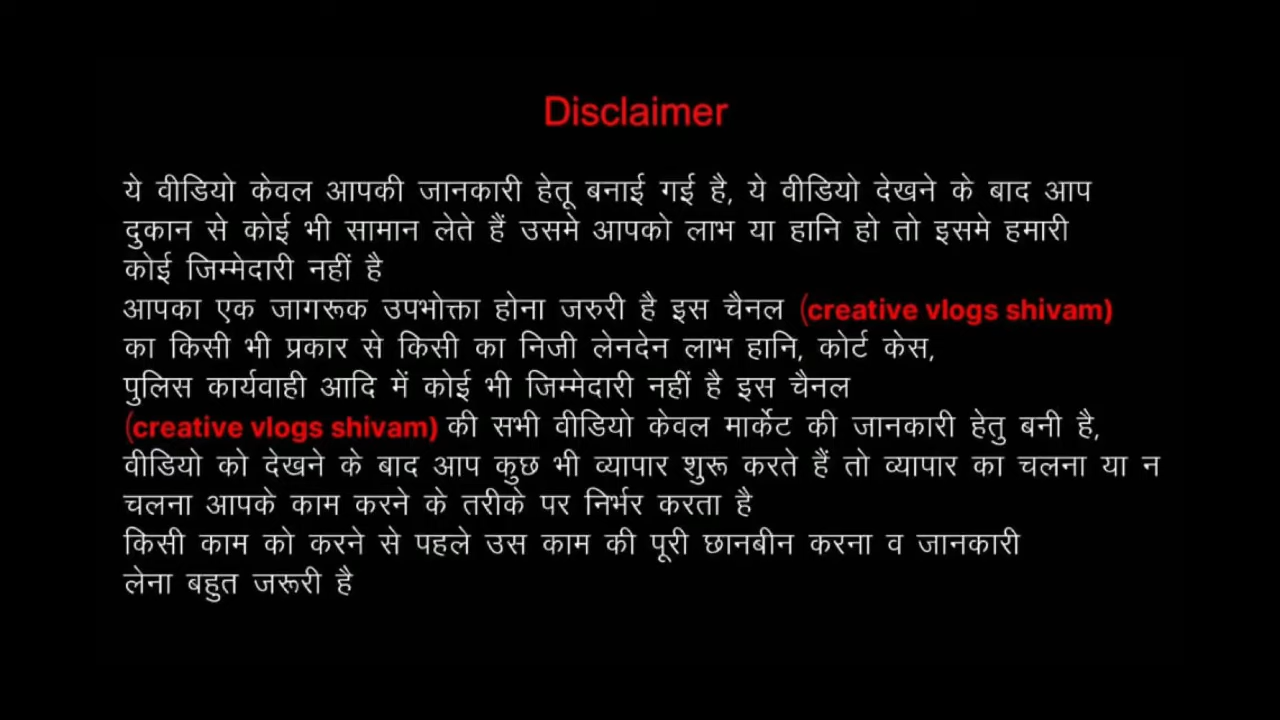 Disclaimer
ये वीडियो केवल आपकी जानकारी हेतू बनाई गई है, ये वीडियो देखने के बाद आप
दुकान से कोई भी सामान लेते हैं उसमे आपको लाभ या हानि हो तो इसमे हमारी
कोई जिम्मेदारी नहीं है
आपका एक जागरूक उपभोक्ता होना जरुरी है इस चैनल (creative vlogs shivam)
का किसी भी प्रकार से किसी का निजी लेनदेन लाभ हानि, कोर्ट केस,
पुलिस कार्यवाही आदि में कोई भी जिम्मेदारी नहीं है इस चैनल
(creative vlogs shivam) की सभी वीडियो केवल मार्केट की जानकारी हेतु बनी है,
वीडियो को देखने के बाद आप कुछ भी व्यापार शुरू करते हैं तो व्यापार का चलना या न
चलना आपके काम करने के तरीके पर निर्भर करता है
किसी काम को करने से पहले उस काम की पूरी छानबीन करना व जानकारी
लेना बहुत जरूरी है